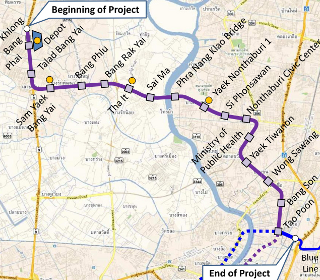 Beginning of Project
Khlong
Bang
Phai
Depot
Talad Bang Yai
Sam Yaek
Bang Yai
Bang Phlu
Bang Rak Yai
Tha It
Sai Ma
Phra Nang Klao Bridge
Yaek Nonthaburi 1
Si Phonsawan
Nonthaburi Civic Center
Ministry of
Public Health
Yaek Tiwanon
Wong Sawang
Bang Son
Tao Poon
End of Project
Blue
Line